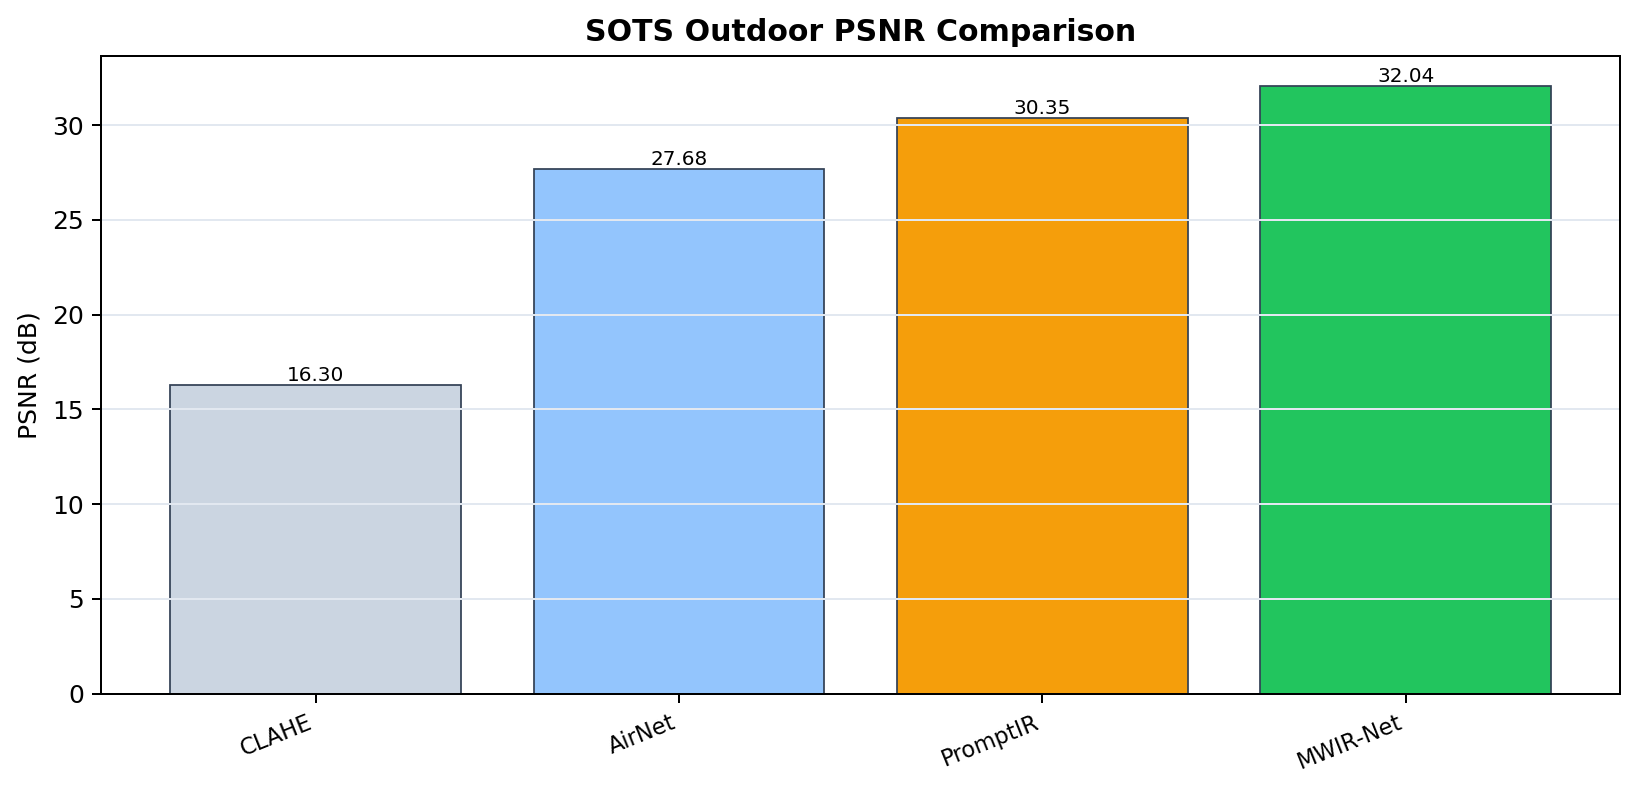 SOTS Outdoor PSNR Comparison
32.04
30.35
27.68
16.30
30
25
20
15
10
5
0
PSNR (dB)
CLAHE
AirNet
PromptIR
MWIR-Net